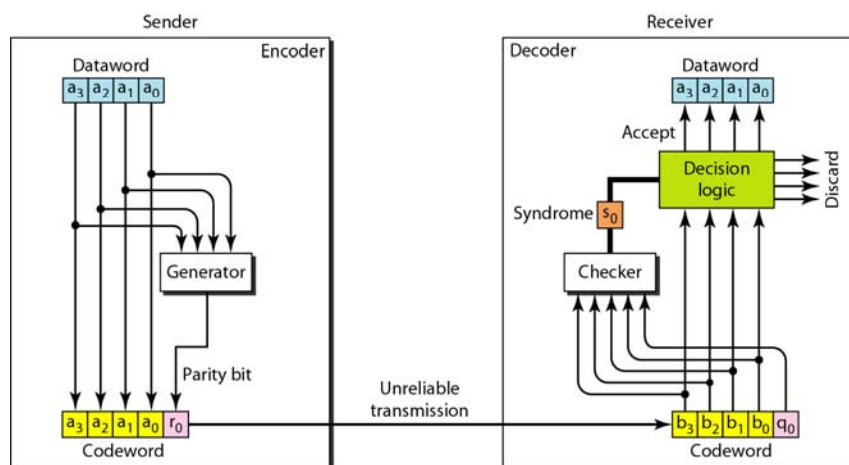 Sender
Receiver
Encoder
Decoder
Dataword
a3 a2 a1 a0
Dataword
a3 a2 a1 a0
Accept
Decision
logic
Discard
Syndrome
s0
Generator
Checker
Parity bit
Unreliable
transmission
a3 a2 a1 a0 r0
Codeword
b3 b2 b1 b0 q0
Codeword